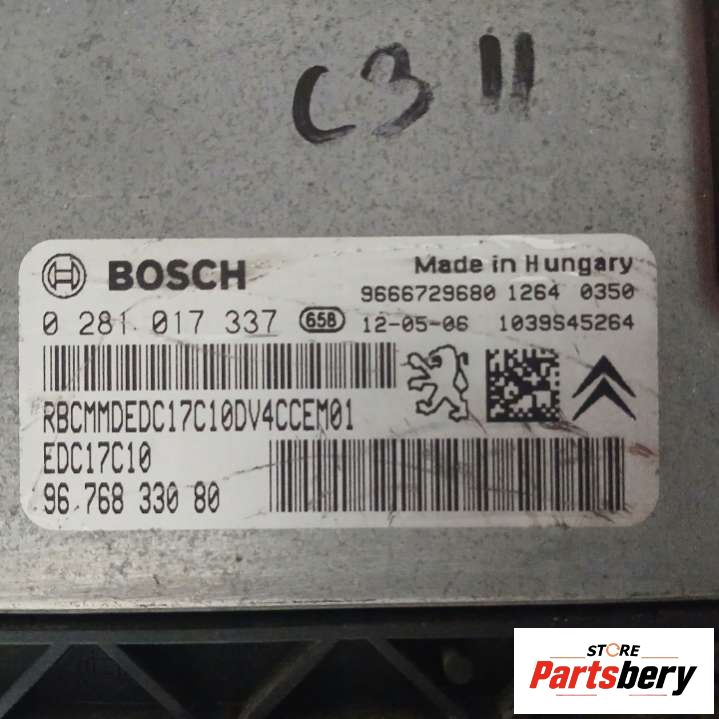 C3 II
BOSCH
Made in Hungary
9666729680 1264 0350
0 281 017 337 65B 12-05-06 1039S45264
RBCMMDEDC17C10DV4CCEM01
EDC17C10
96 768 330 80
STORE
Partsbery